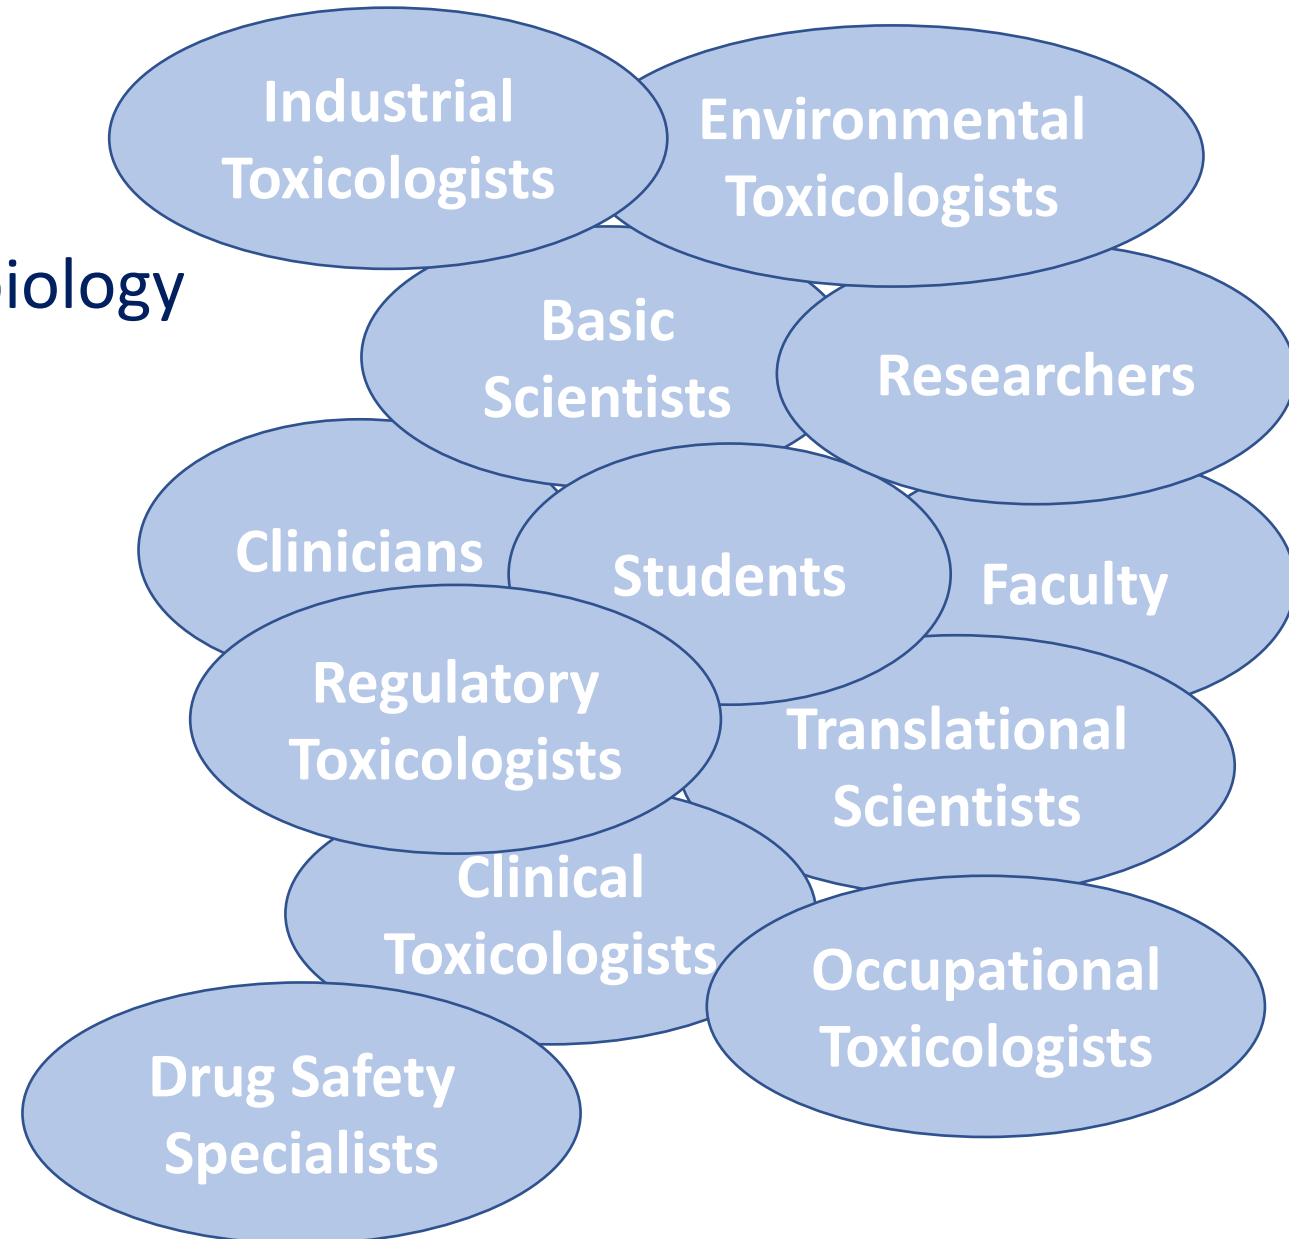 Industrial
Toxicologists
Environmental
Toxicologists
iology
Basic
Scientists
Researchers
Clinicians
Students
Faculty
Regulatory
Toxicologists
Translational
Scientists
Clinical
Toxicologists
Occupational
Toxicologists
Drug Safety
Specialists